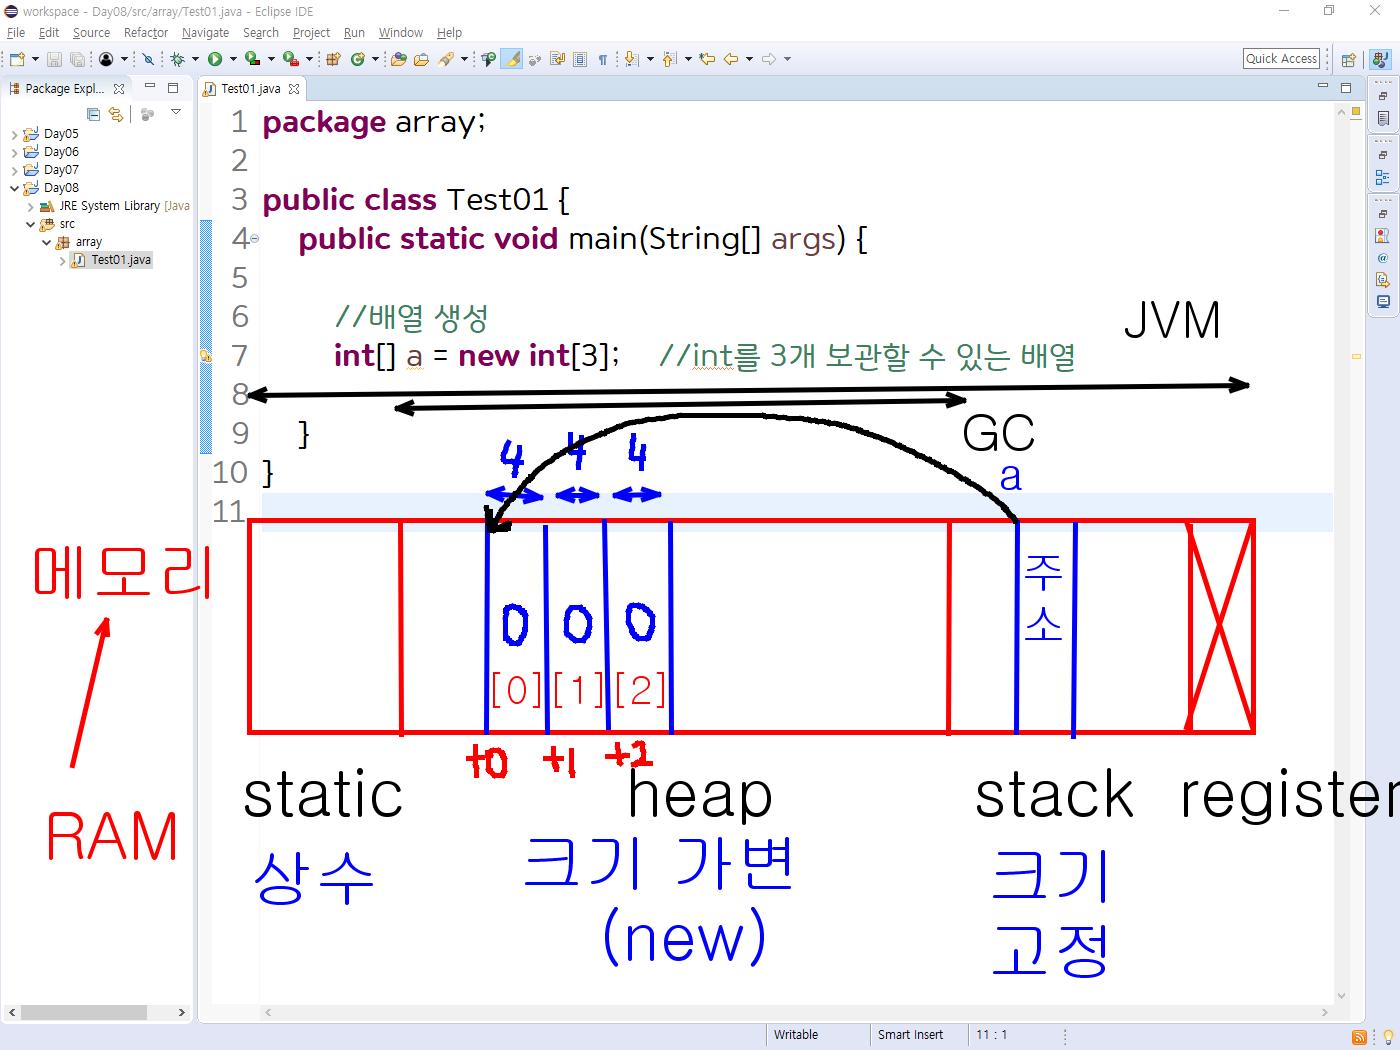 workspace - Day08/src/array/Test01.java - Eclipse IDE
File Edit Source Refactor Navigate Search Project Run Window Help
Quick Access
Package Expl...
Day05
Day06
Day07
Day08
JRE System Library [Java
src
array
Test01.java
Test01.java
1 package array;
2
3 public class Test01 {
4 public static void main(String[] args) {
5
6 //배열 생성
7 int[] a = new int[3]; //int를 3개 보관할 수 있는 배열
8
9 }
10 }
11
JVM
GC
a
4 4 4
메모리
RAM
0 0 0
[0] [1] [2]
주
소
+0 +1 +2
static heap stack register
상수
크기 가변
(new)
크기
고정
Writable Smart Insert 11 : 1